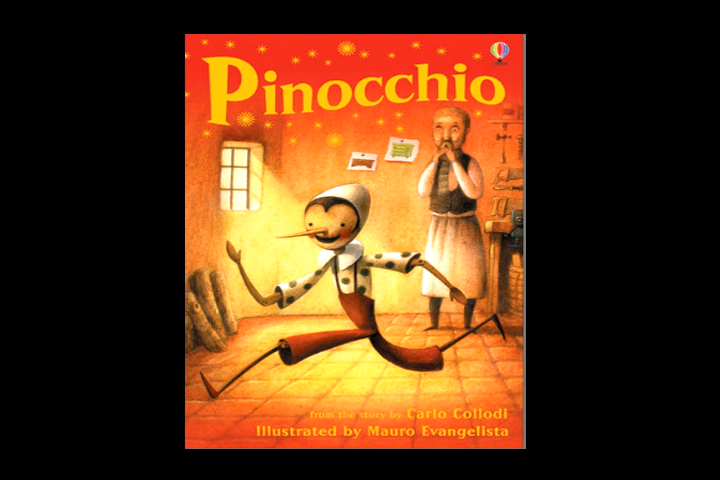 Pinocchio
from the story by Carlo Collodi
Illustrated by Mauro Evangelista